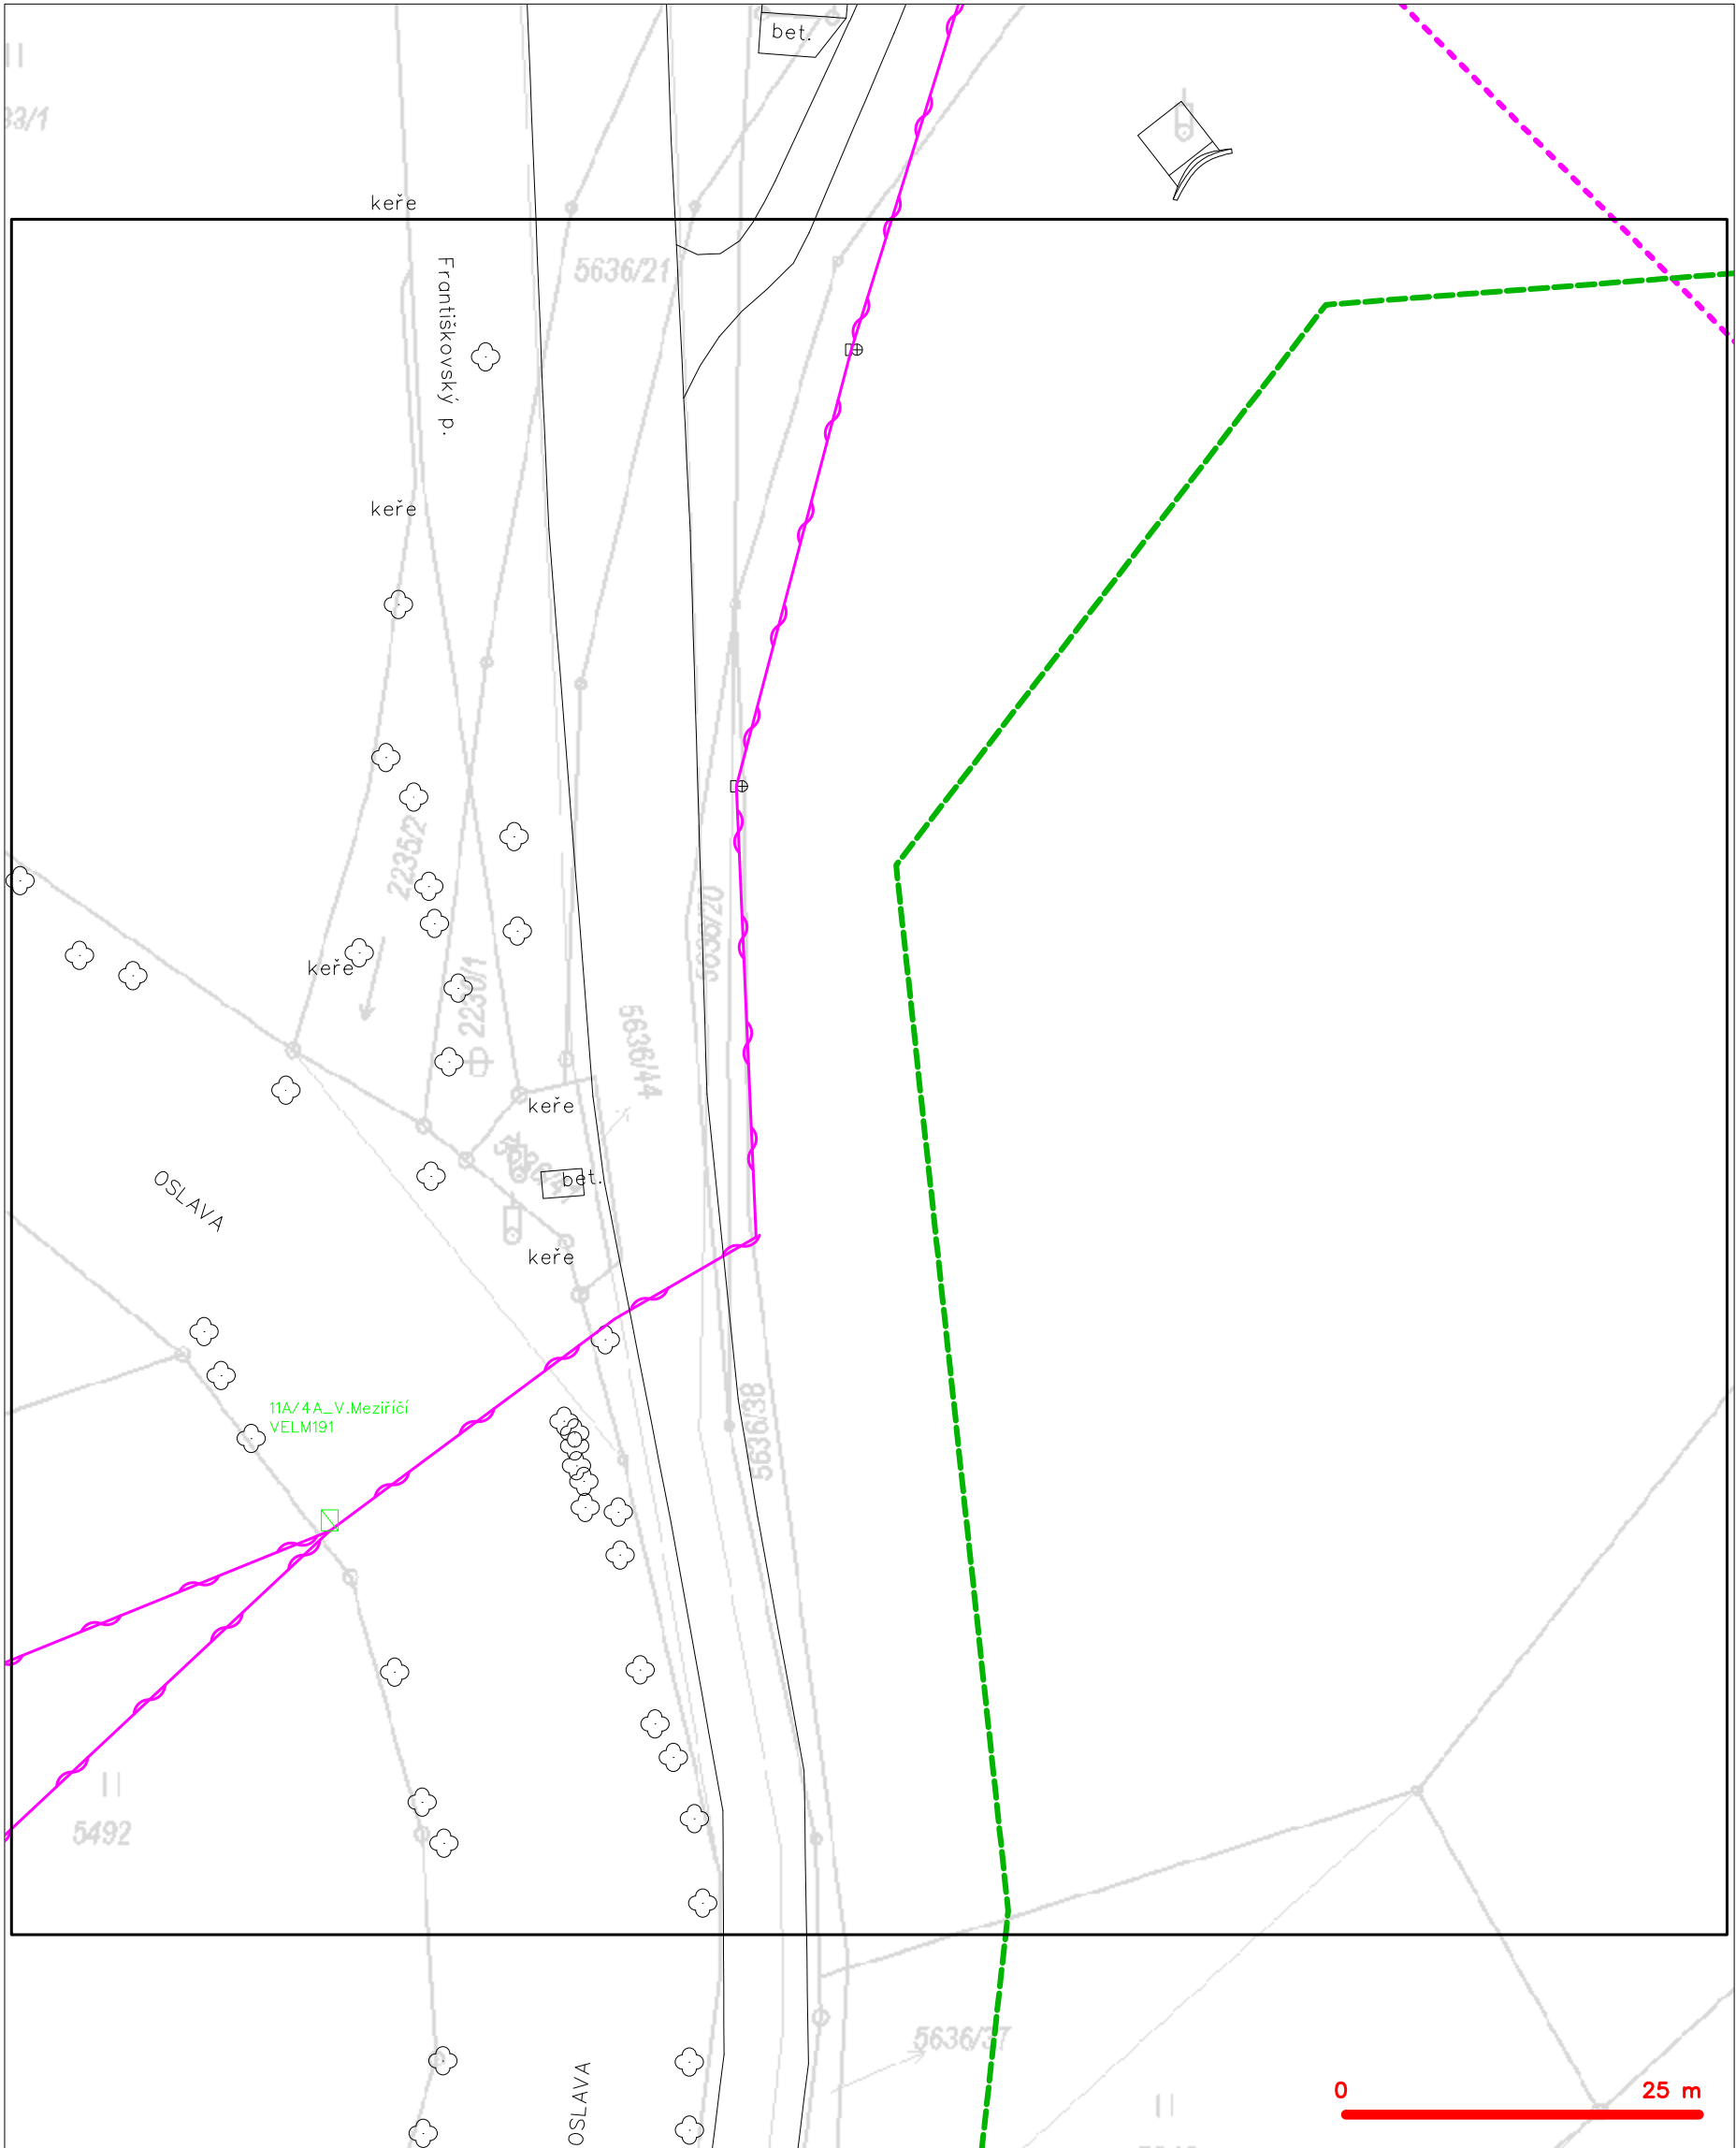 bet.
33/1
keře
5636/21
Františkovský p.
keře
2235/2
5636/20
keře
2230/1
5636/44
keře
bet.
OSLAVA
keře
5636/38
11A/4A_V.Meziříčí
VELM191
5492
5636/37
OSLAVA
0 25 m